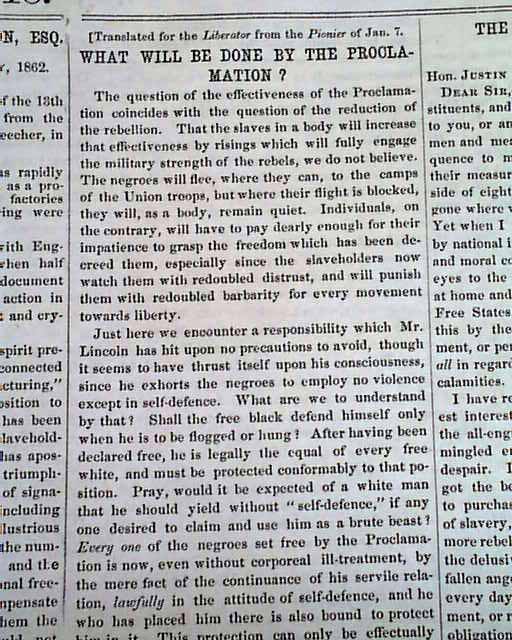 N, ESQ.
, 1862.
of the 13th
from the
eecher, in
as rapidly
as a pro-
factories
ing were
with Eng-
when half
document
action in
and cry-
spirit pre-
connected
cturing,"
osition to
has been
lavehold-
has apos-
triumph-
of signa-
including
lustrious
the num-
and the
nal free-
mpensate
hem the
[Translated for the Liberator from the Pionier of Jan. 7.
WHAT WILL BE DONE BY THE PROCLA-
MATION ?
The question of the effectiveness of the Proclama-
tion coincides with the question of the reduction of
the rebellion. That the slaves in a body will increase
that effectiveness by risings which will fully engage
the military strength of the rebels, we do not believe.
The negroes will flee, where they can, to the camps
of the Union troops, but where their flight is blocked,
they will, as a body, remain quiet. Individuals, on
the contrary, will have to pay dearly enough for their
impatience to grasp the freedom which has been de-
creed them, especially since the slaveholders now
watch them with redoubled distrust, and will punish
them with redoubled barbarity for every movement
towards liberty.
Just here we encounter a responsibility which Mr.
Lincoln has hit upon no precautions to avoid, though
it seems to have thrust itself upon his consciousness,
since he exhorts the negroes to employ no violence
except in self-defence. What are we to understand
by that? Shall the free black defend himself only
when he is to be flogged or hung? After having been
declared free, he is legally the equal of every free
white, and must be protected conformably to that po-
sition. Pray, would it be expected of a white man
that he should yield without "self-defence," if any
one desired to claim and use him as a brute beast?
Every one of the negroes set free by the Proclama-
tion is now, even without corporeal ill-treatment, by
the mere fact of the continuance of his servile rela-
tion, lawfully in the attitude of self-defence, and he
who has placed him there is also bound to protect
him in it. This protection can only be effectually
THE
Hon. JUSTIN
DEAR SIR,
stituents, and
to you, or an
men and mea
quence to m
their measur
side of eight
gone where w
Yet when I
by national i
and moral co
eyes to the
at home and
Free States
this by the
ment, or per
all in regard
calamities.
I have re
est interest
the all-eng
mingled e
despair. I
got the b
to purchas
of slavery,
more rebel
the delusi
fallen ange
every day
ment, or r
obligation